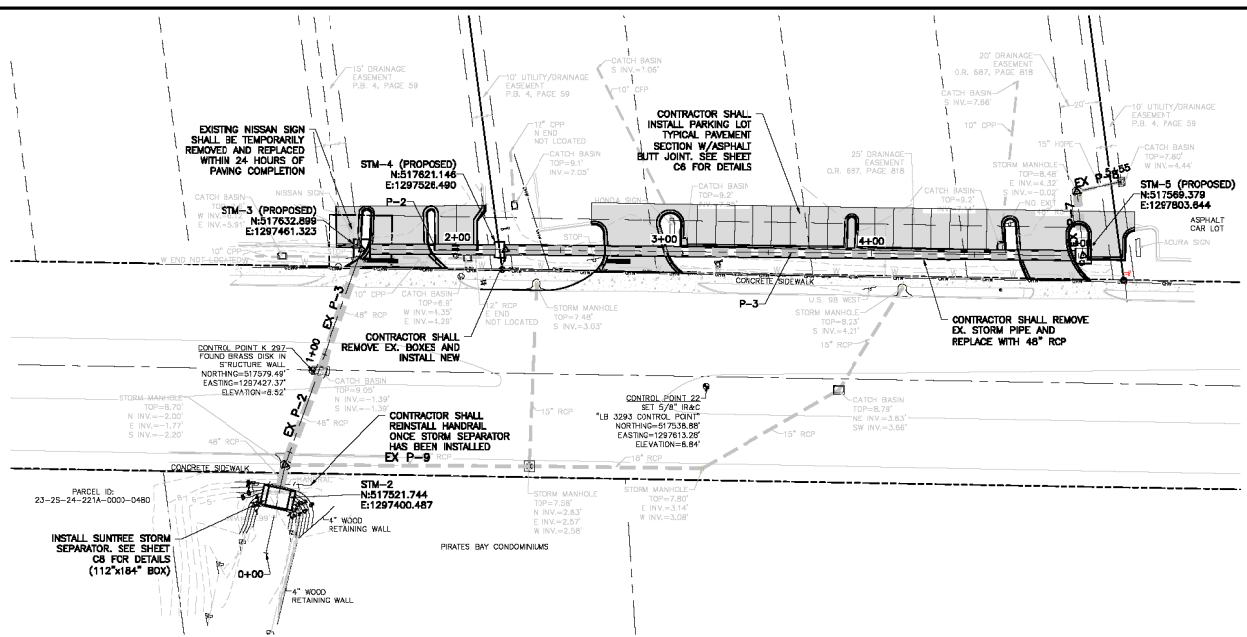 CATCH BASIN
S INV.=1.06'
15' DRAINAGE
EASEMENT
P.B. 4, PAGE 59
10' UTILITY/DRAINAGE
EASEMENT
P.B. 4, PAGE 59
10" CFP
20' DRAINAGE
EASEMENT
O.R. 687, PAGE 818
CATCH BASIN
S INV.=7.66'
20'
10' UTILITY/DRAINAGE
EASEMENT
P.B. 4, PAGE 59
EXISTING NISSAN SIGN
SHALL BE TEMPORARILY
REMOVED AND REPLACED
WITHIN 24 HOURS OF
PAVING COMPLETION
12" CPP
N END
NOT LOCATED
CATCH BASIN
TOP=9.1'
INV.=7.05'
CONTRACTOR SHALL
INSTALL PARKING LOT
TYPICAL PAVEMENT
SECTION W/ASPHALT
BUTT JOINT. SEE SHEET
C6 FOR DETAILS
10" CPP
15" HDPE
STM-4 (PROPOSED)
N:517621.146
E:1297526.490
25' DRAINAGE
EASEMENT
O.R. 687, PAGE 818
STORM MANHOLE
TOP=8.48'
E INV.=4.32'
S INV.=-0.02'
CATCH BASIN
TOP=7.80'
W INV.=4.44'
CATCH BASIN
NISSAN SIGN
P-2
CATCH BASIN
TOP=9.2'
CATCH BASIN
TOP=9.2'
NO EXIT
STM-3 (PROPOSED)
N:517632.899
E:1297461.323
E INV.=5.91'
HONDA SIGN
STM-5 (PROPOSED)
N:517569.379
E:1297803.844
ASPHALT
CAR LOT
ACURA SIGN
10" CPP
W END NOT LOCATED
2+00
STOP
3+00
4+00
CONCRETE SIDEWALK
P-3
U.S. 98 WEST
EX P-3
10" CPP
48" RCP
CATCH BASIN
TOP=6.9'
W INV.=4.35'
E INV.=4.29'
12" RCP
E END
NOT LOCATED
STORM MANHOLE
TOP=7.48'
S INV.=3.03'
STORM MANHOLE
TOP=8.23'
S INV.=4.21'
CONTRACTOR SHALL REMOVE
EX. STORM PIPE AND
REPLACE WITH 48" RCP
CONTRACTOR SHALL
REMOVE EX. BOXES AND
INSTALL NEW
15" RCP
1+00
CONTROL POINT K 297
FOUND BRASS DISK IN
STRUCTURE WALL
NORTHING=517579.49'
EASTING=1297427.37'
ELEVATION=8.52'
CATCH BASIN
TOP=9.05'
N INV.=-1.39'
S INV.=-1.39'
STORM MANHOLE
TOP=8.70'
N INV.=-2.00'
E INV.=-1.77'
S INV.=-2.20'
EX P-2
48" RCP
48" RCP
CONTRACTOR SHALL
REINSTALL HANDRAIL
ONCE STORM SEPARATOR
HAS BEEN INSTALLED
EX P-9
RCP
15" RCP
CONTROL POINT 22
SET 5/8" IR&C
"LB 3293 CONTROL POINT"
NORTHING=517538.88'
EASTING=1297613.28'
ELEVATION=8.84'
CATCH BASIN
TOP=8.79'
NE INV.=3.83'
SW INV.=3.66'
15" RCP
18" RCP
CONCRETE SIDEWALK
PARCEL ID:
23-2S-24-221A-0000-0480
STM-2
N:517521.744
E:1297400.487
STORM MANHOLE
TOP=7.58'
N INV.=2.83'
E INV.=2.57'
W INV.=2.58'
STORM MANHOLE
TOP=7.80'
E INV.=3.14'
W INV.=3.08'
4" WOOD
RETAINING WALL
INSTALL SUNTREE STORM
SEPARATOR. SEE SHEET
C8 FOR DETAILS
(112"x184" BOX)
PIRATES BAY CONDOMINIUMS
0+00
4" WOOD
RETAINING WALL